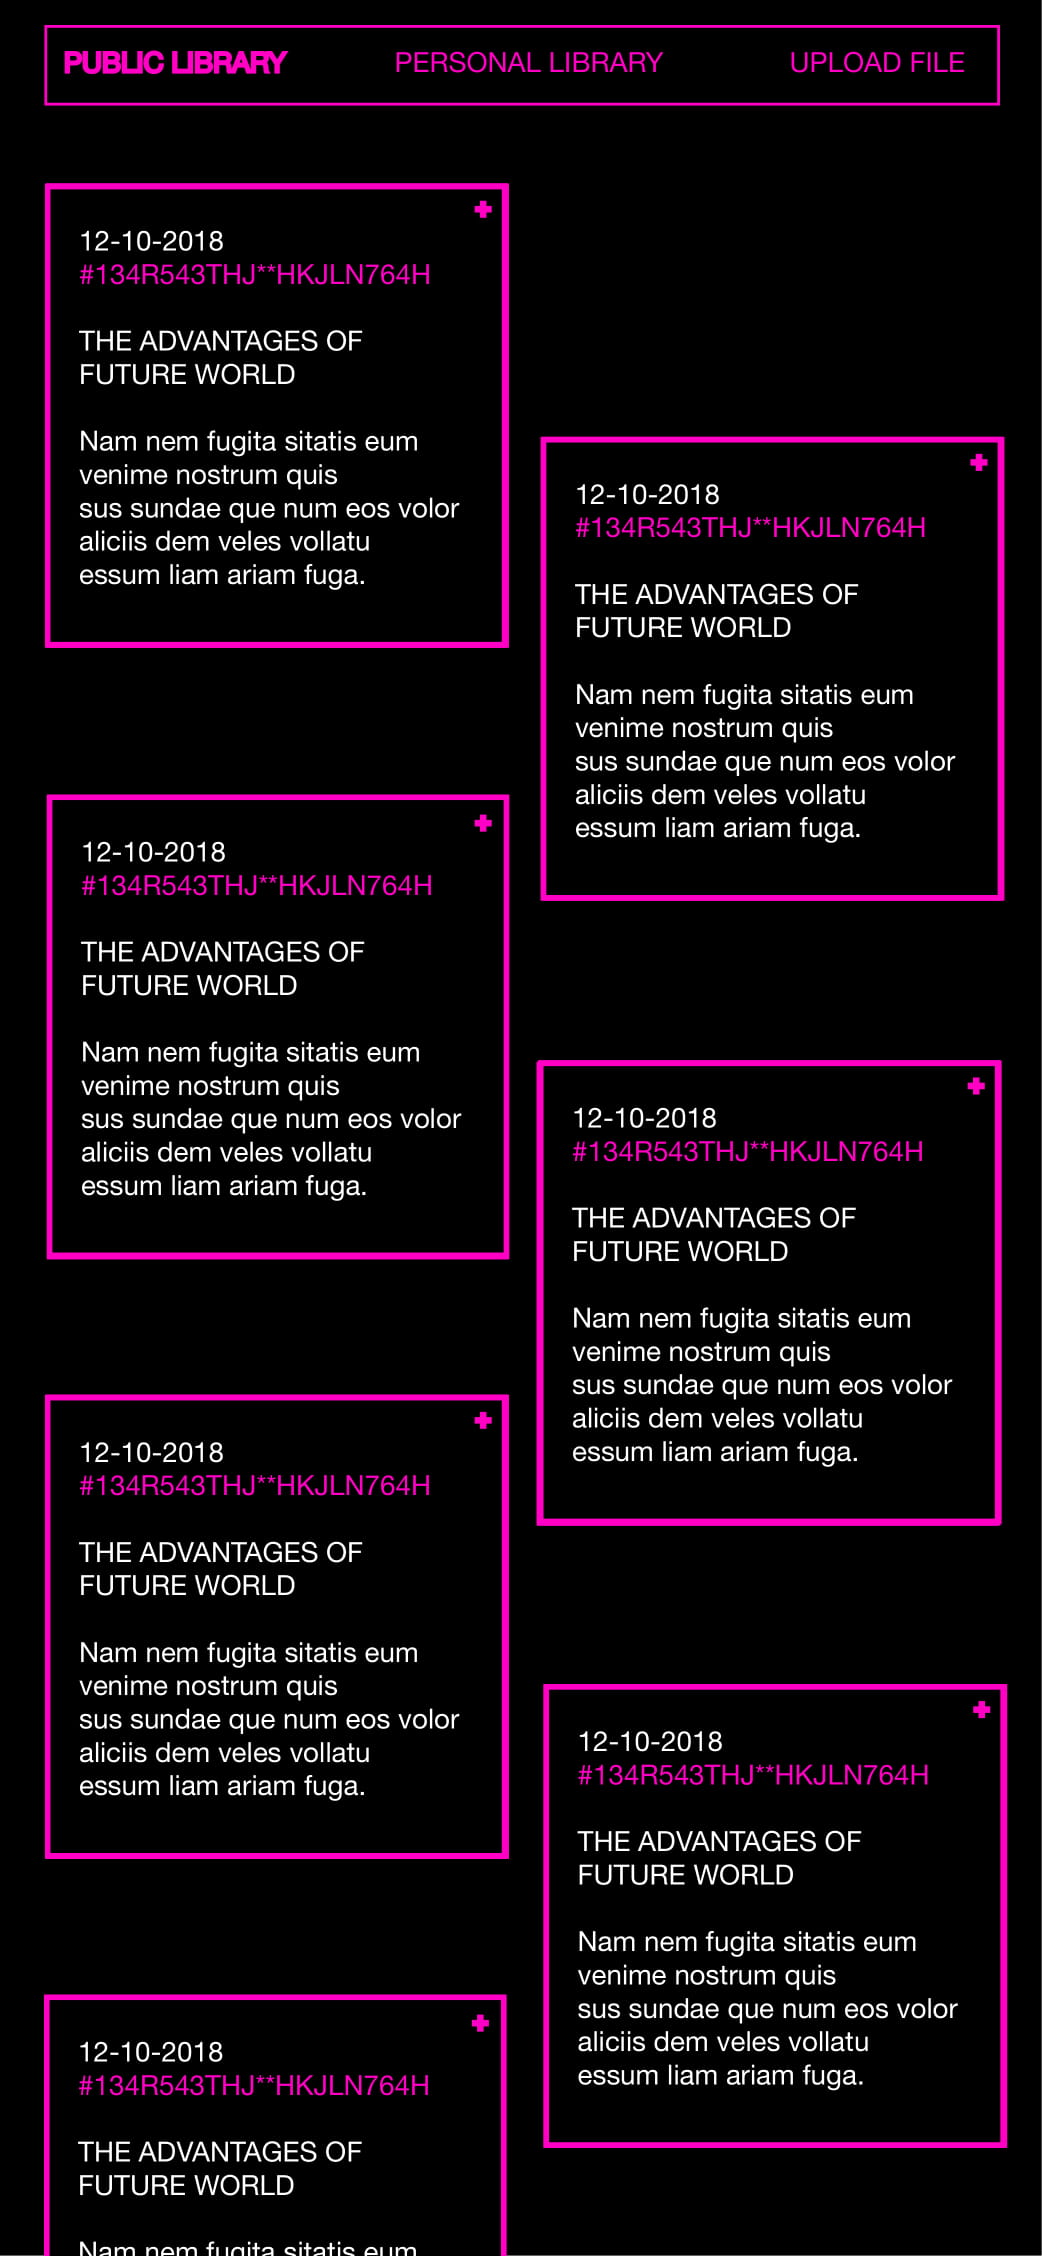 PUBLIC LIBRARY
PERSONAL LIBRARY
UPLOAD FILE
12-10-2018
#134R543THJ**HKJLN764H
THE ADVANTAGES OF
FUTURE WORLD
Nam nem fugita sitatis eum
venime nostrum quis
sus sundae que num eos volor
aliciis dem veles vollatu
essum liam ariam fuga.
12-10-2018
#134R543THJ**HKJLN764H
THE ADVANTAGES OF
FUTURE WORLD
Nam nem fugita sitatis eum
venime nostrum quis
sus sundae que num eos volor
aliciis dem veles vollatu
essum liam ariam fuga.
12-10-2018
#134R543THJ**HKJLN764H
THE ADVANTAGES OF
FUTURE WORLD
Nam nem fugita sitatis eum
venime nostrum quis
sus sundae que num eos volor
aliciis dem veles vollatu
essum liam ariam fuga.
12-10-2018
#134R543THJ**HKJLN764H
THE ADVANTAGES OF
FUTURE WORLD
Nam nem fugita sitatis eum
venime nostrum quis
sus sundae que num eos volor
aliciis dem veles vollatu
essum liam ariam fuga.
12-10-2018
#134R543THJ**HKJLN764H
THE ADVANTAGES OF
FUTURE WORLD
Nam nem fugita sitatis eum
venime nostrum quis
sus sundae que num eos volor
aliciis dem veles vollatu
essum liam ariam fuga.
12-10-2018
#134R543THJ**HKJLN764H
THE ADVANTAGES OF
FUTURE WORLD
Nam nem fugita sitatis eum
venime nostrum quis
sus sundae que num eos volor
aliciis dem veles vollatu
essum liam ariam fuga.
12-10-2018
#134R543THJ**HKJLN764H
THE ADVANTAGES OF
FUTURE WORLD
Nam nem fugita sitatis eum